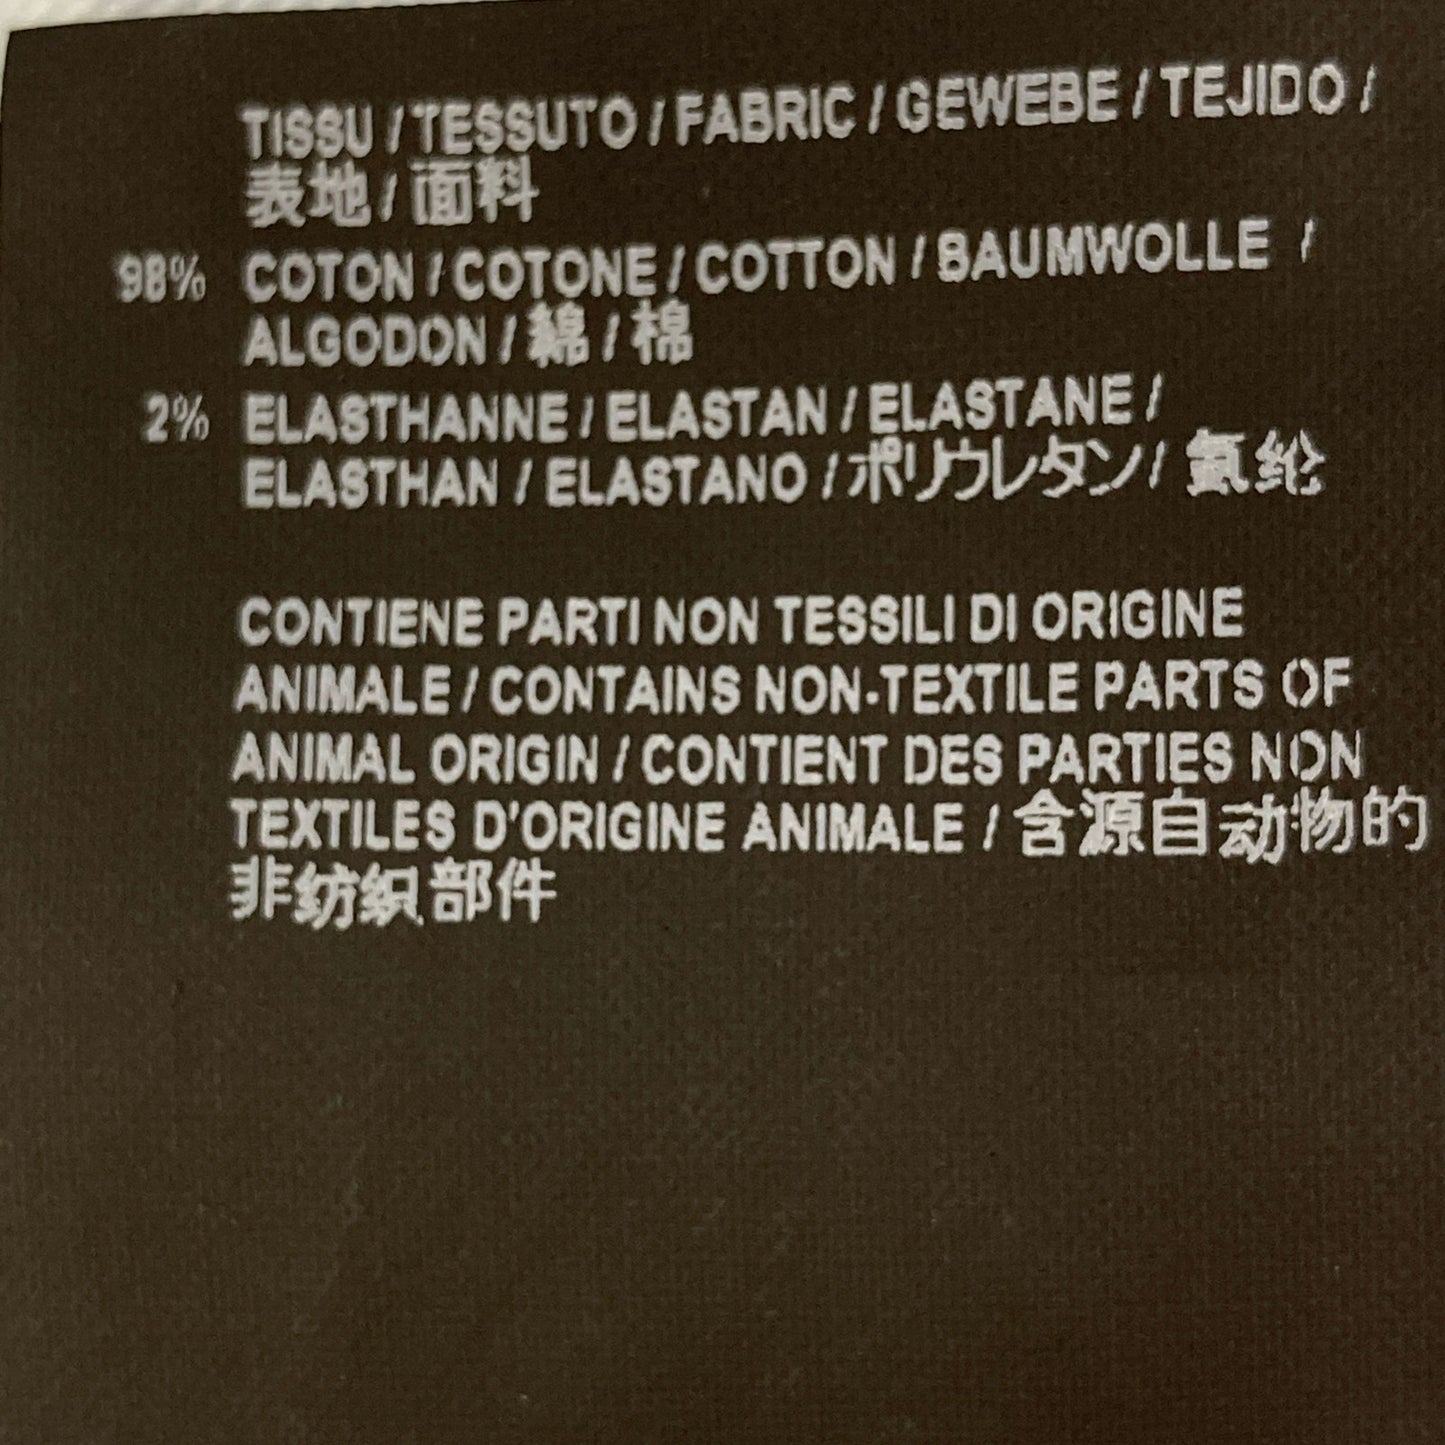 TISSU / TESSUTO / FABRIC / GEWEBE / TEJIDO /
表地 / 面料
98% COTON / COTONE / COTTON / BAUMWOLLE /
ALGODON / 綿 / 棉
2% ELASTHANNE / ELASTAN / ELASTANE /
ELASTHAN / ELASTANO / ポリウレタン / 氨纶
CONTIENE PARTI NON TESSILI DI ORIGINE
ANIMALE / CONTAINS NON-TEXTILE PARTS OF
ANIMAL ORIGIN / CONTIENT DES PARTIES NON
TEXTILES D'ORIGINE ANIMALE / 含源自动物的
非纺织部件